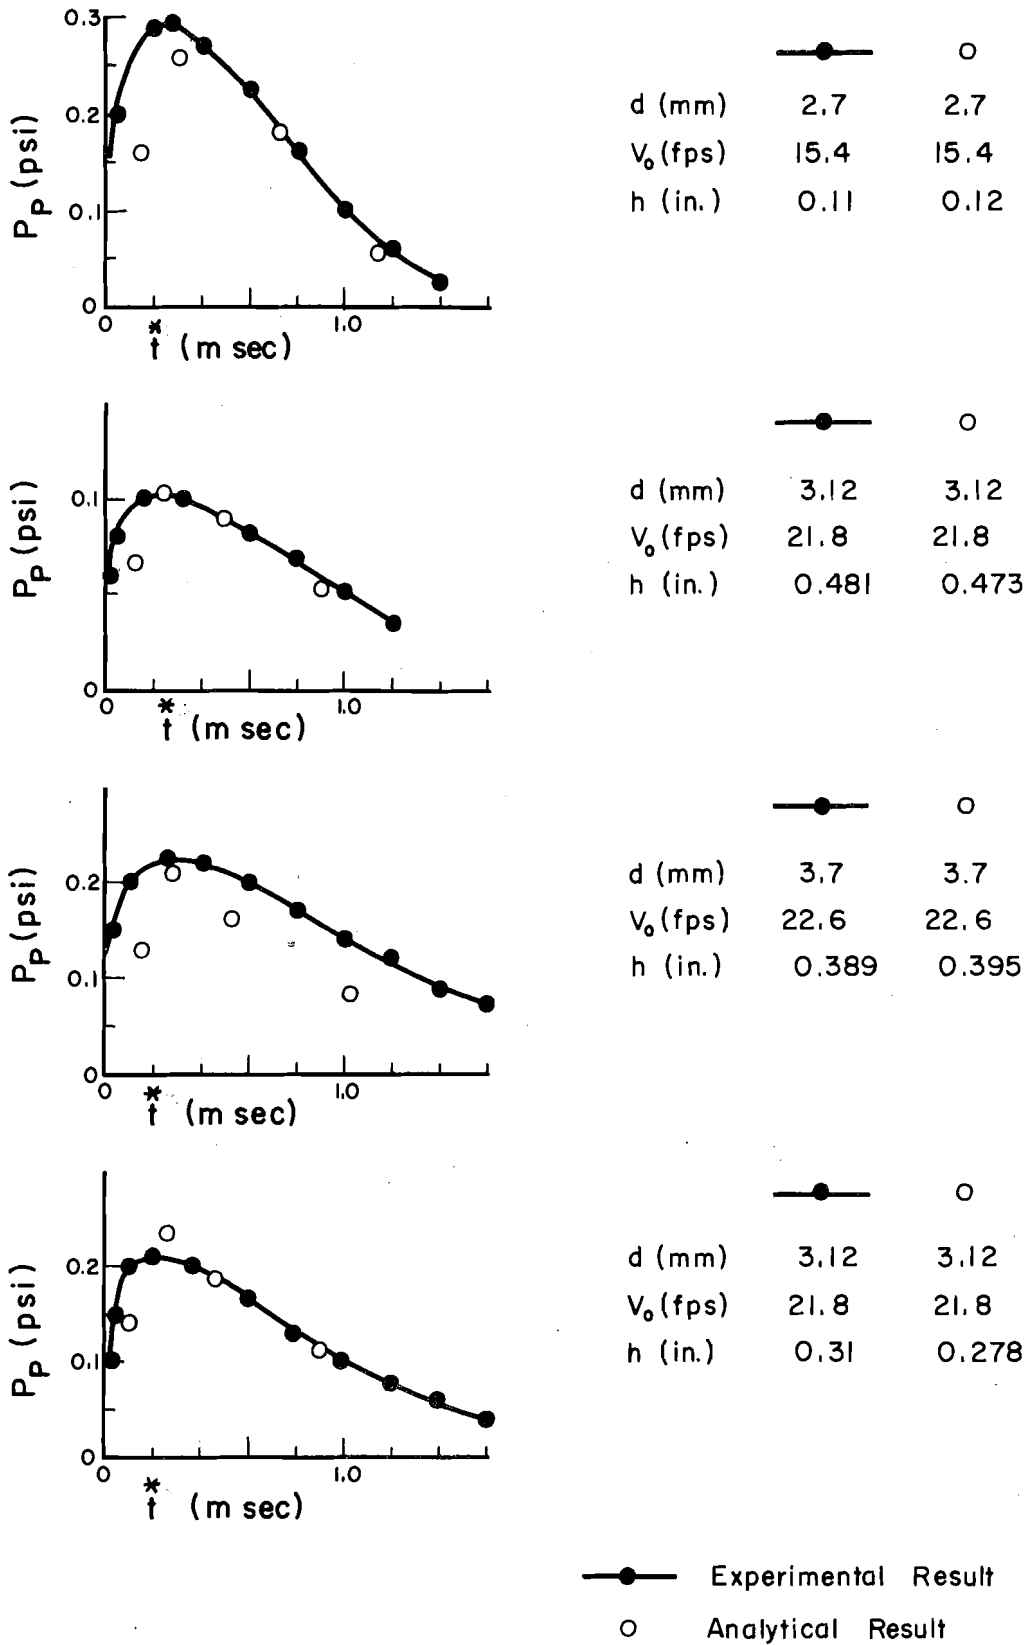 0.3
0.2
0.1
0
P_P (psi)
0 1.0
t* (m sec)
d (mm) 2.7 2.7
V_o (fps) 15.4 15.4
h (in.) 0.11 0.12
0.1
0
P_P (psi)
0 1.0
t* (m sec)
d (mm) 3.12 3.12
V_o (fps) 21.8 21.8
h (in.) 0.481 0.473
0.2
0.1
0
P_P (psi)
0 1.0
t* (m sec)
d (mm) 3.7 3.7
V_o (fps) 22.6 22.6
h (in.) 0.389 0.395
0.2
0.1
0
P_P (psi)
0 1.0
t* (m sec)
d (mm) 3.12 3.12
V_o (fps) 21.8 21.8
h (in.) 0.31 0.278
Experimental Result
Analytical Result